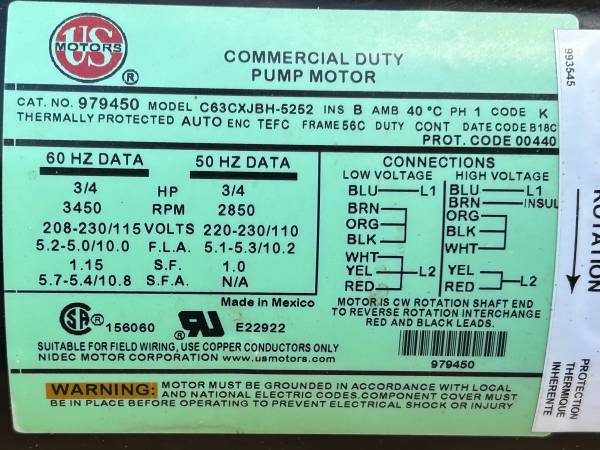 US
MOTORS
®
COMMERCIAL DUTY
PUMP MOTOR
CAT. NO. 979450 MODEL C63CXJBH-5252 INS B AMB 40 °C PH 1 CODE K
THERMALLY PROTECTED AUTO ENC TEFC FRAME 56C DUTY CONT DATE CODE B18C
PROT. CODE 00440
60 HZ DATA 50 HZ DATA
3/4 HP 3/4
3450 RPM 2850
208-230/115 VOLTS 220-230/110
5.2-5.0/10.0 F.L.A. 5.1-5.3/10.2
1.15 S.F. 1.0
5.7-5.4/10.8 S.F.A. N/A
Made in Mexico
CONNECTIONS
LOW VOLTAGE HIGH VOLTAGE
BLU L1 BLU L1
BRN BRN INSUL
ORG ORG
BLK BLK
WHT WHT
YEL L2 YEL L2
RED RED
MOTOR IS CW ROTATION SHAFT END
TO REVERSE ROTATION INTERCHANGE
RED AND BLACK LEADS.
SA ® 156060 RU E22922
SUITABLE FOR FIELD WIRING, USE COPPER CONDUCTORS ONLY
NIDEC MOTOR CORPORATION www.usmotors.com
979450
WARNING: MOTOR MUST BE GROUNDED IN ACCORDANCE WITH LOCAL
AND NATIONAL ELECTRIC CODES. COMPONENT COVER MUST
BE IN PLACE BEFORE OPERATING TO PREVENT ELECTRICAL SHOCK OR INJURY
993545
ROTATION
PROTECTION
THERMIQUE
INHERENTE